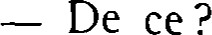 — De ce?